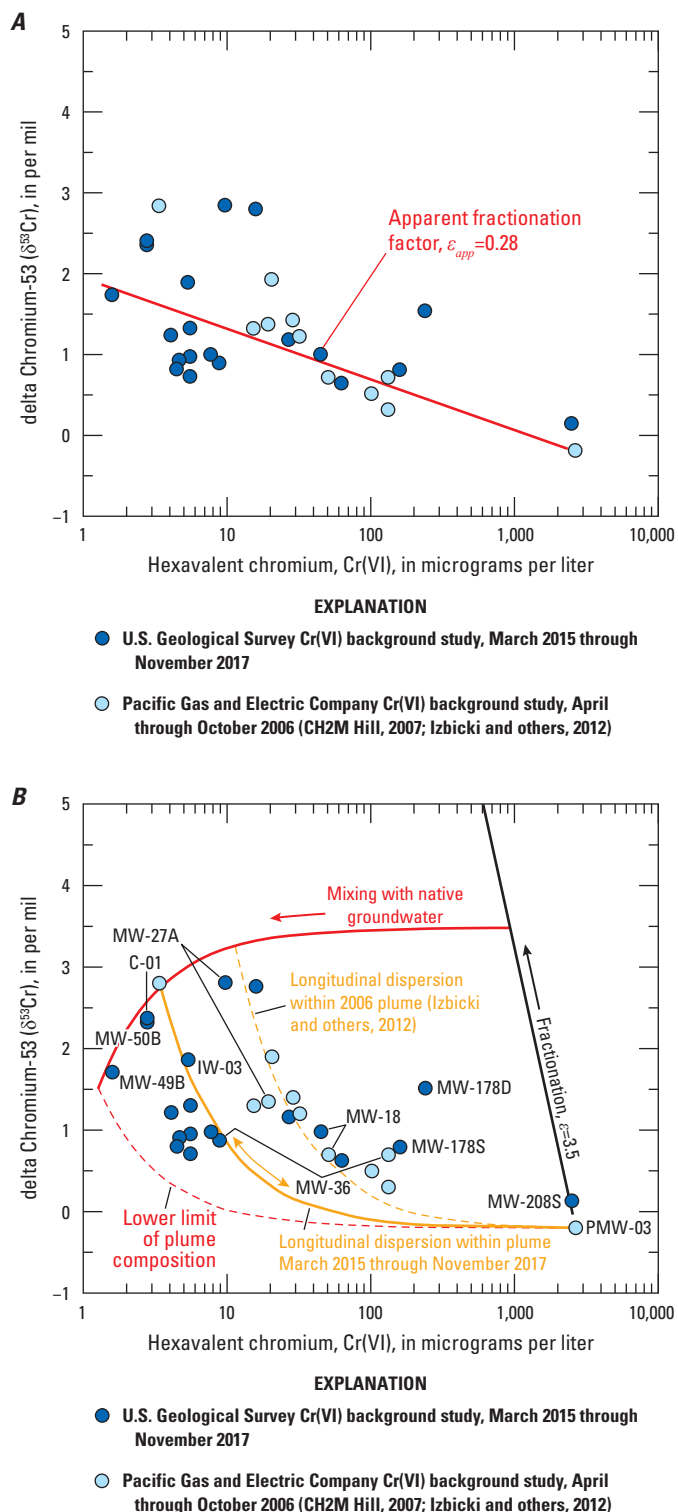 A
5
4
3
2
1
0
–1
delta Chromium-53 (δ⁵³Cr), in per mil
Apparent fractionation
factor, ε_app=0.28
1
10
100
1,000
10,000
Hexavalent chromium, Cr(VI), in micrograms per liter
EXPLANATION
U.S. Geological Survey Cr(VI) background study, March 2015 through
November 2017
Pacific Gas and Electric Company Cr(VI) background study, April
through October 2006 (CH2M Hill, 2007; Izbicki and others, 2012)
B
5
4
3
2
1
0
–1
delta Chromium-53 (δ⁵³Cr), in per mil
Mixing with native
groundwater
MW-27A
C-01
Longitudinal dispersion
within 2006 plume (Izbicki
and others, 2012)
Fractionation, ε=3.5
MW-50B
IW-03
MW-49B
MW-178D
MW-18
MW-178S
MW-36
MW-208S
PMW-03
Lower limit
of plume
composition
Longitudinal dispersion within plume
March 2015 through November 2017
1
10
100
1,000
10,000
Hexavalent chromium, Cr(VI), in micrograms per liter
EXPLANATION
U.S. Geological Survey Cr(VI) background study, March 2015 through
November 2017
Pacific Gas and Electric Company Cr(VI) background study, April
through October 2006 (CH2M Hill, 2007; Izbicki and others, 2012)